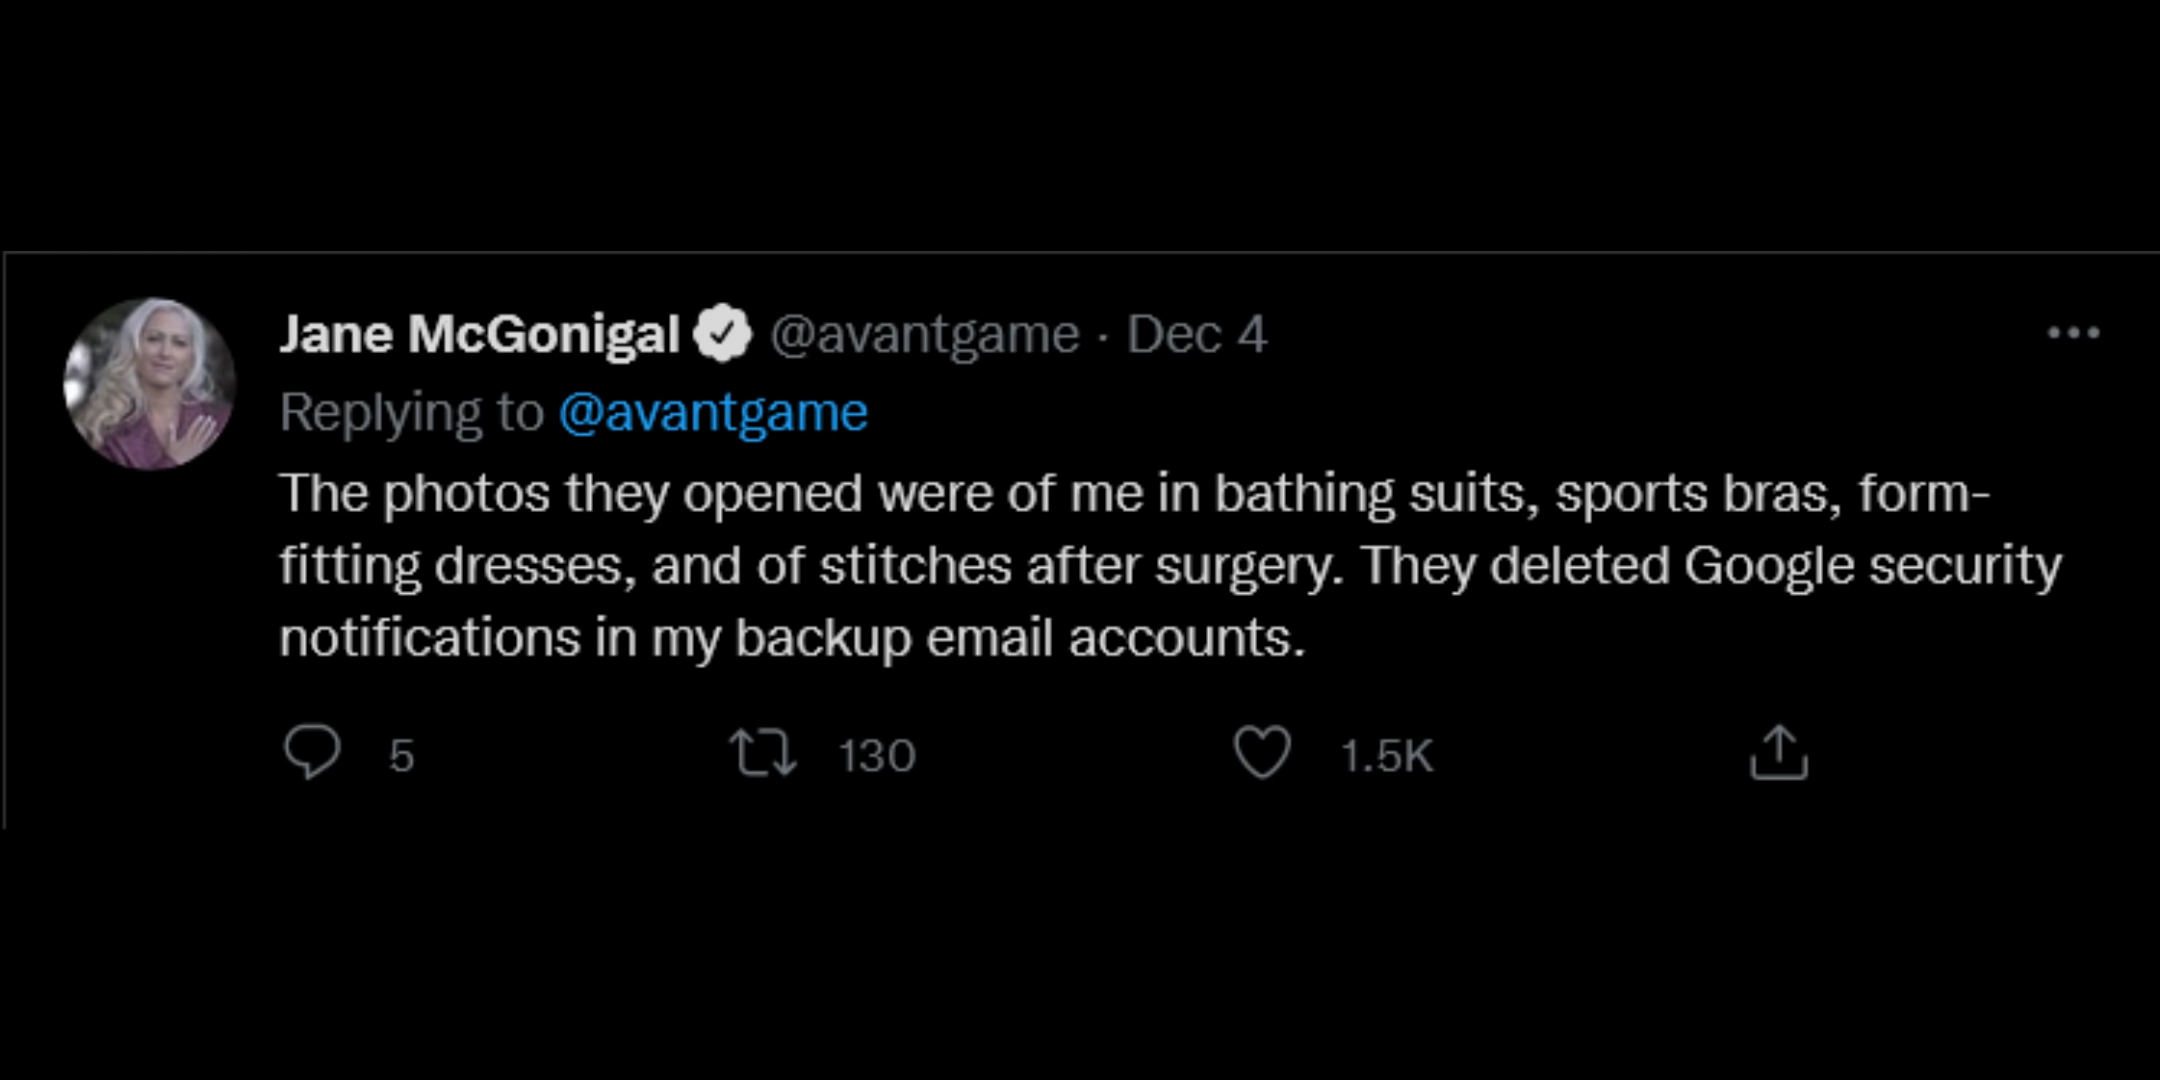 Jane McGonigal @avantgame · Dec 4
Replying to @avantgame
The photos they opened were of me in bathing suits, sports bras, form-
fitting dresses, and of stitches after surgery. They deleted Google security
notifications in my backup email accounts.
5 130 1.5K